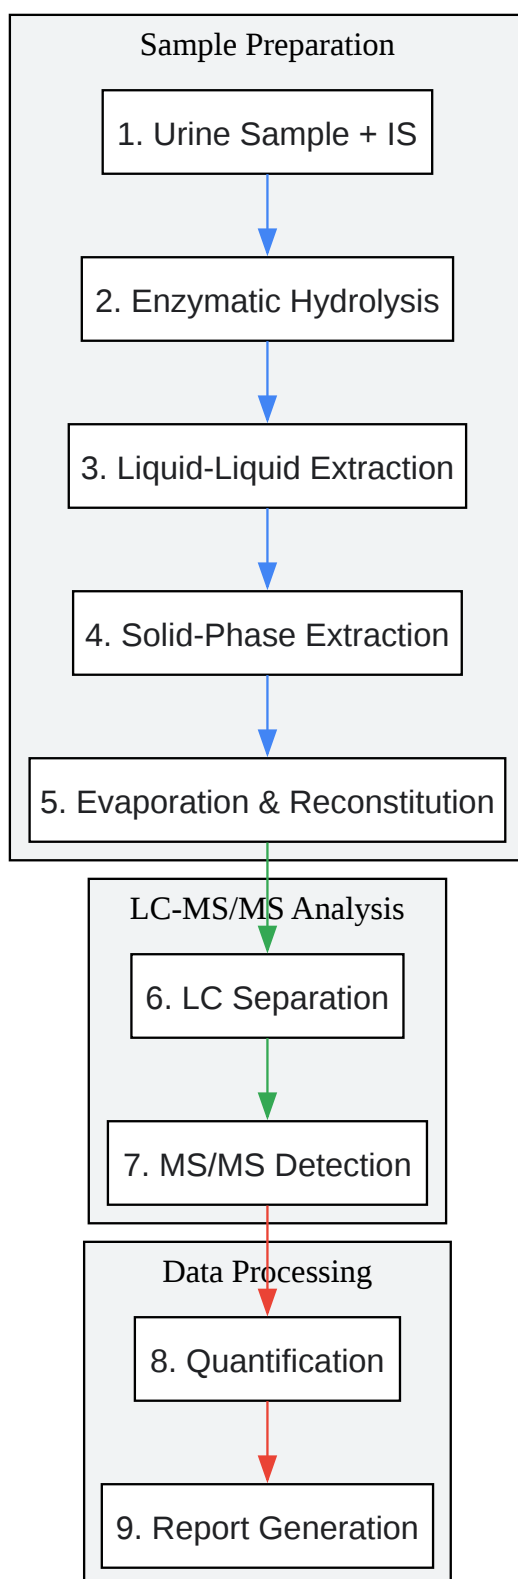 Sample Preparation
1. Urine Sample + IS
2. Enzymatic Hydrolysis
3. Liquid-Liquid Extraction
4. Solid-Phase Extraction
5. Evaporation & Reconstitution
LC-MS/MS Analysis
6. LC Separation
7. MS/MS Detection
Data Processing
8. Quantification
9. Report Generation